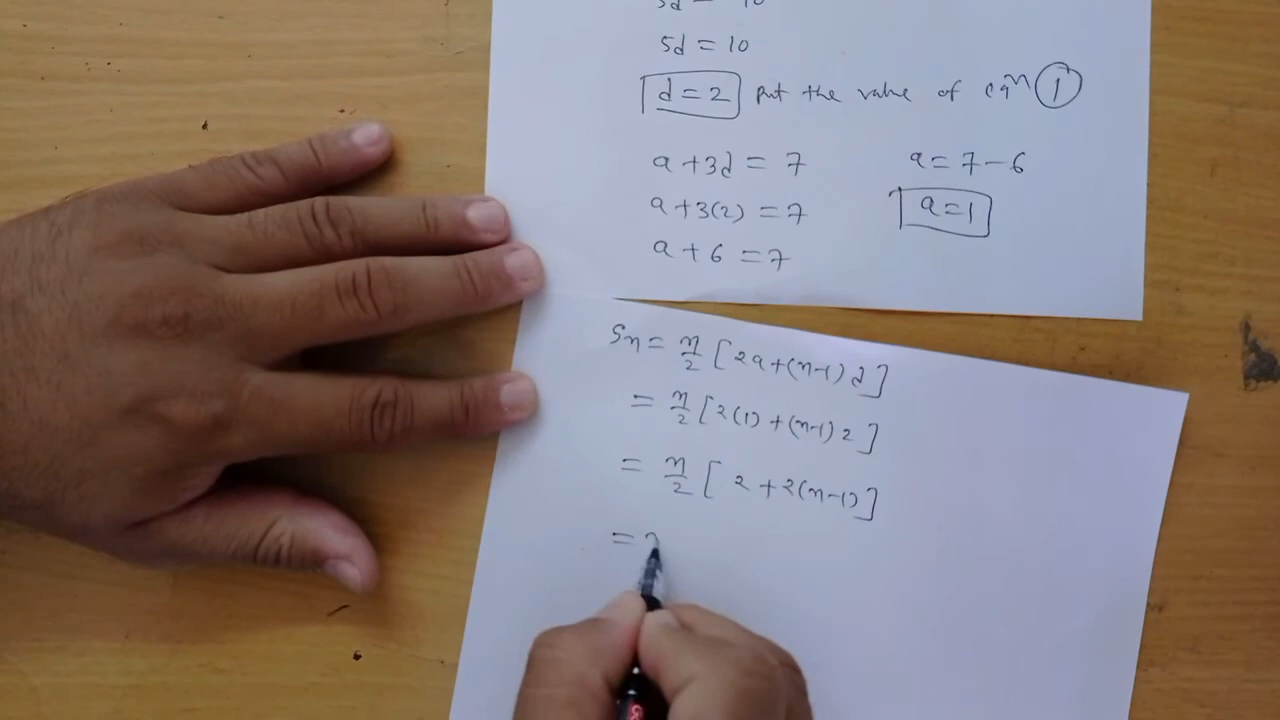 5d = 10
d=2 put the value of eqn 1
a+3d = 7 a = 7-6
a+3(2) = 7 a=1
a+6 = 7
Sn = n/2 [2a+(n-1)d]
= n/2 [2(1)+(n-1)2]
= n/2 [2+2(n-1)]
=